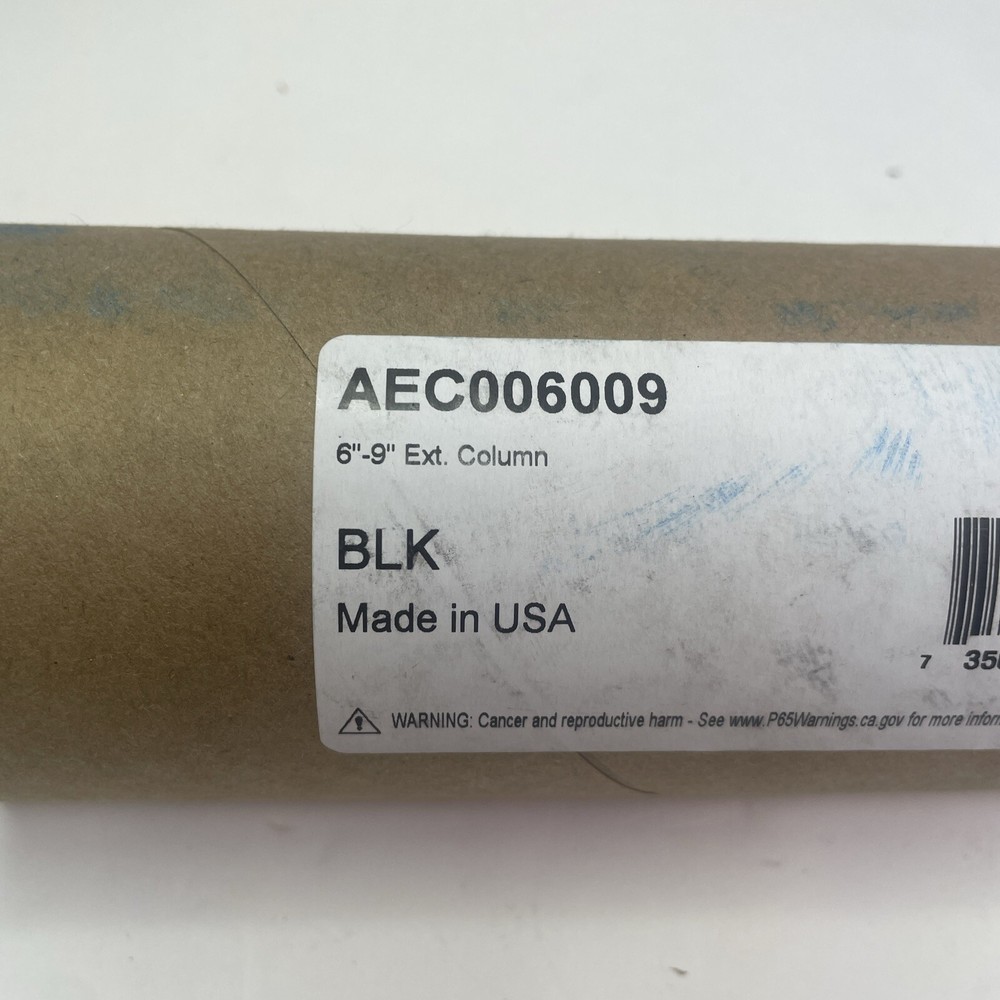 AEC006009
6"-9" Ext. Column
BLK
Made in USA
7 35
WARNING: Cancer and reproductive harm - See www.P65Warnings.ca.gov for more